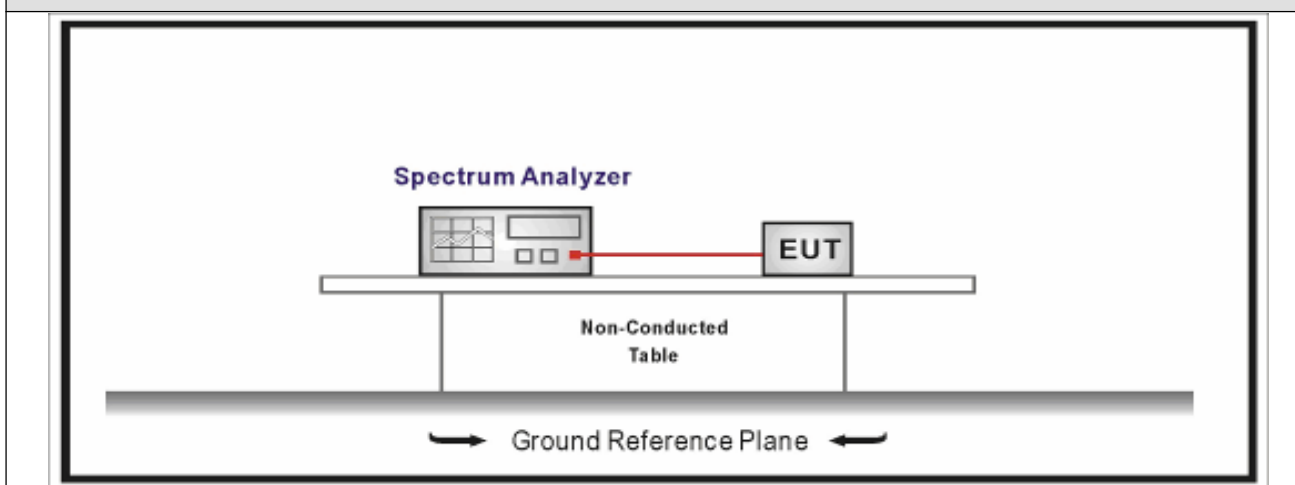 Spectrum Analyzer
EUT
Non-Conducted
Table
Ground Reference Plane